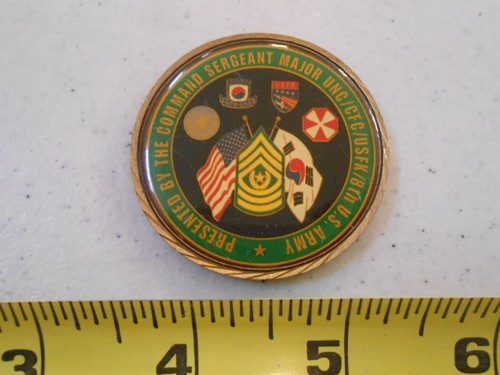 PRESENTED BY THE COMMAND SERGEANT MAJOR UNC/CFC/USFK/8th U.S. ARMY
3 4 5 6